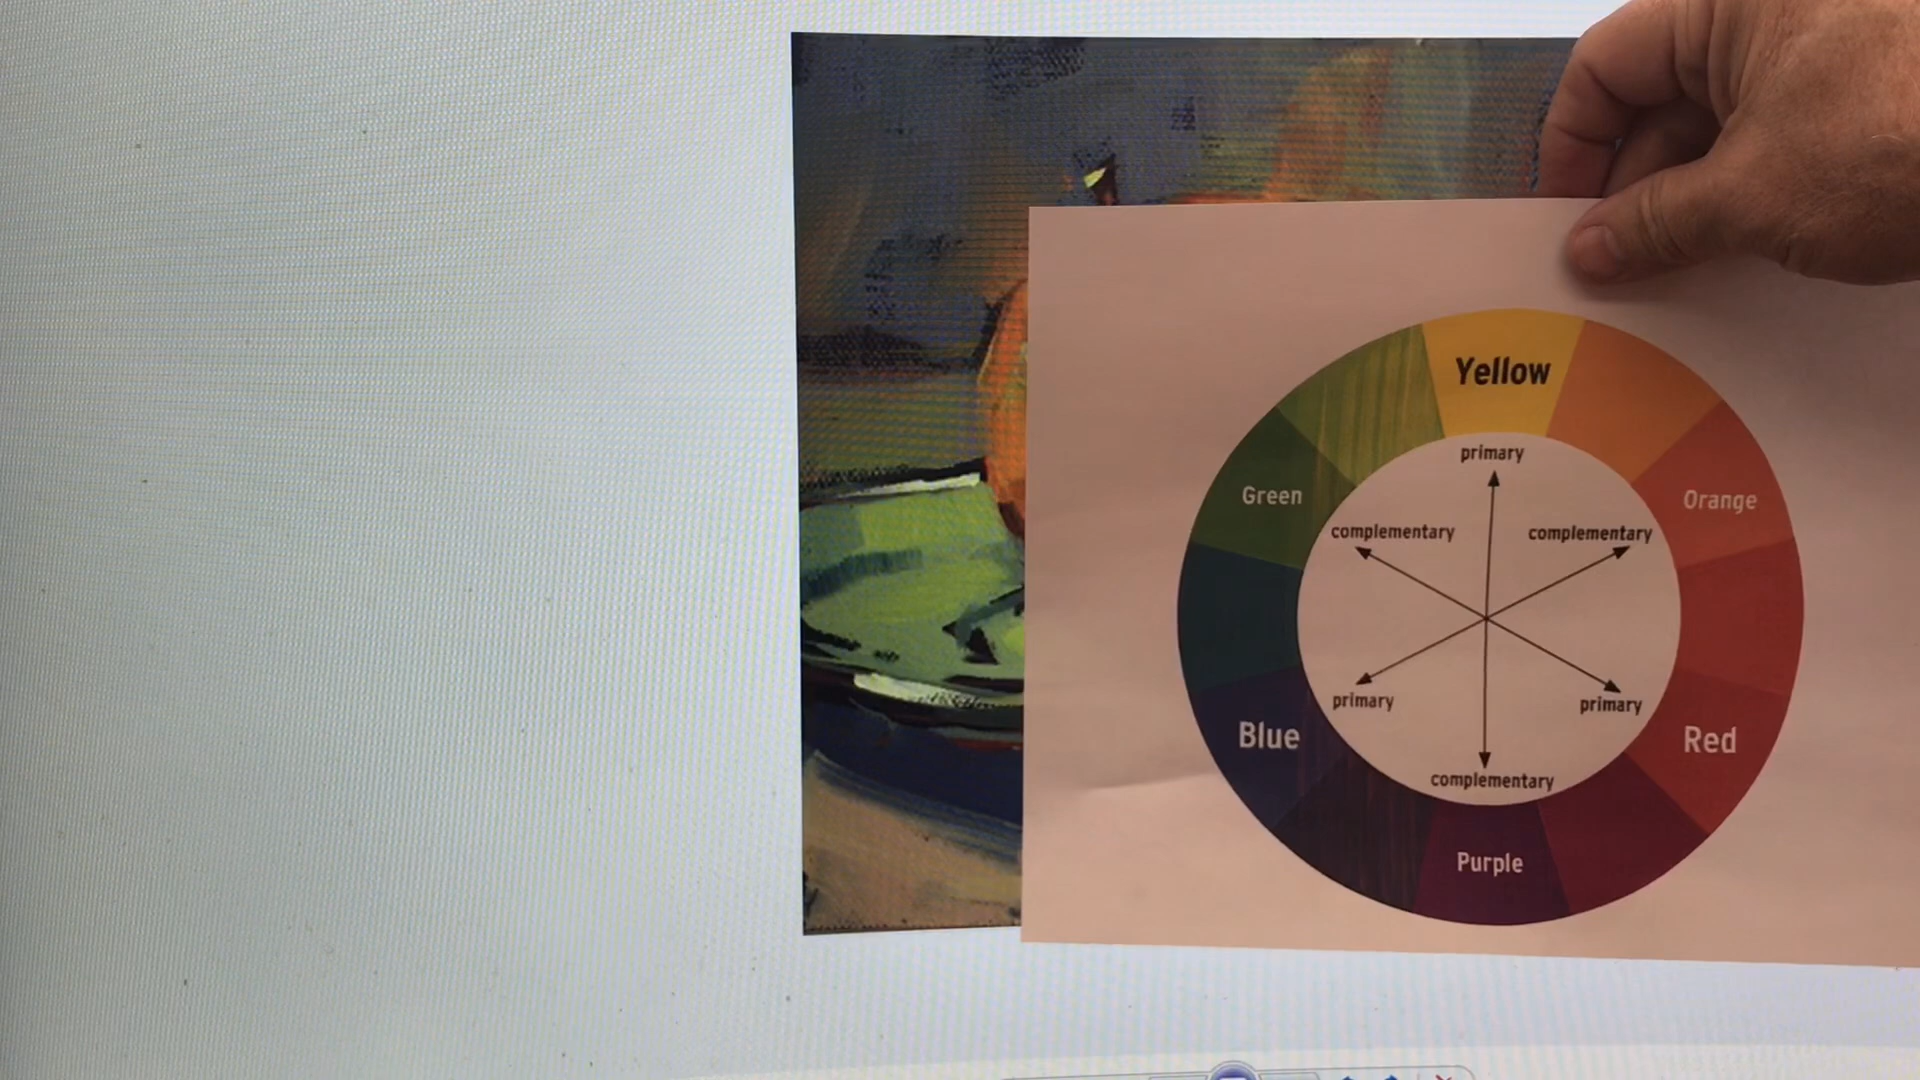 Yellow
primary
Green
Orange
complementary
complementary
primary
primary
Blue
Red
complementary
Purple